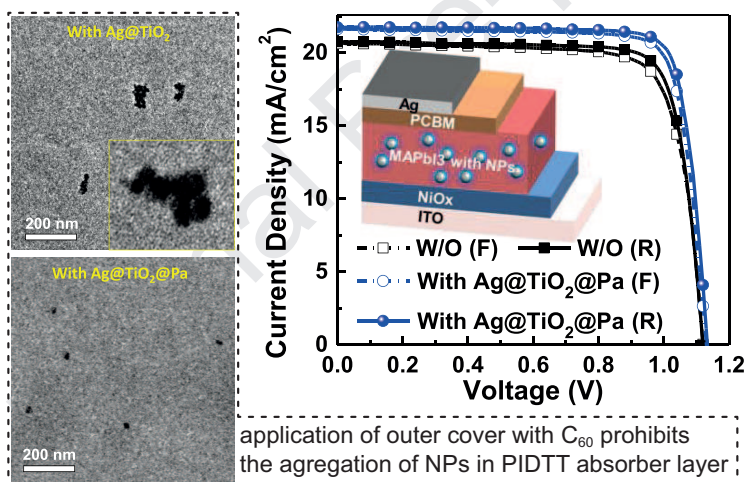 With Ag@TiO₂
200 nm
With Ag@TiO₂@Pa
200 nm
Current Density (mA/cm²)
20
15
10
5
0
Ag
PCBM
MAPbI3 with NPs
NiOx
ITO
W/O (F) W/O (R)
With Ag@TiO₂@Pa (F)
With Ag@TiO₂@Pa (R)
0.0 0.2 0.4 0.6 0.8 1.0 1.2
Voltage (V)
application of outer cover with C₆₀ prohibits
the agregation of NPs in PIDTT absorber layer